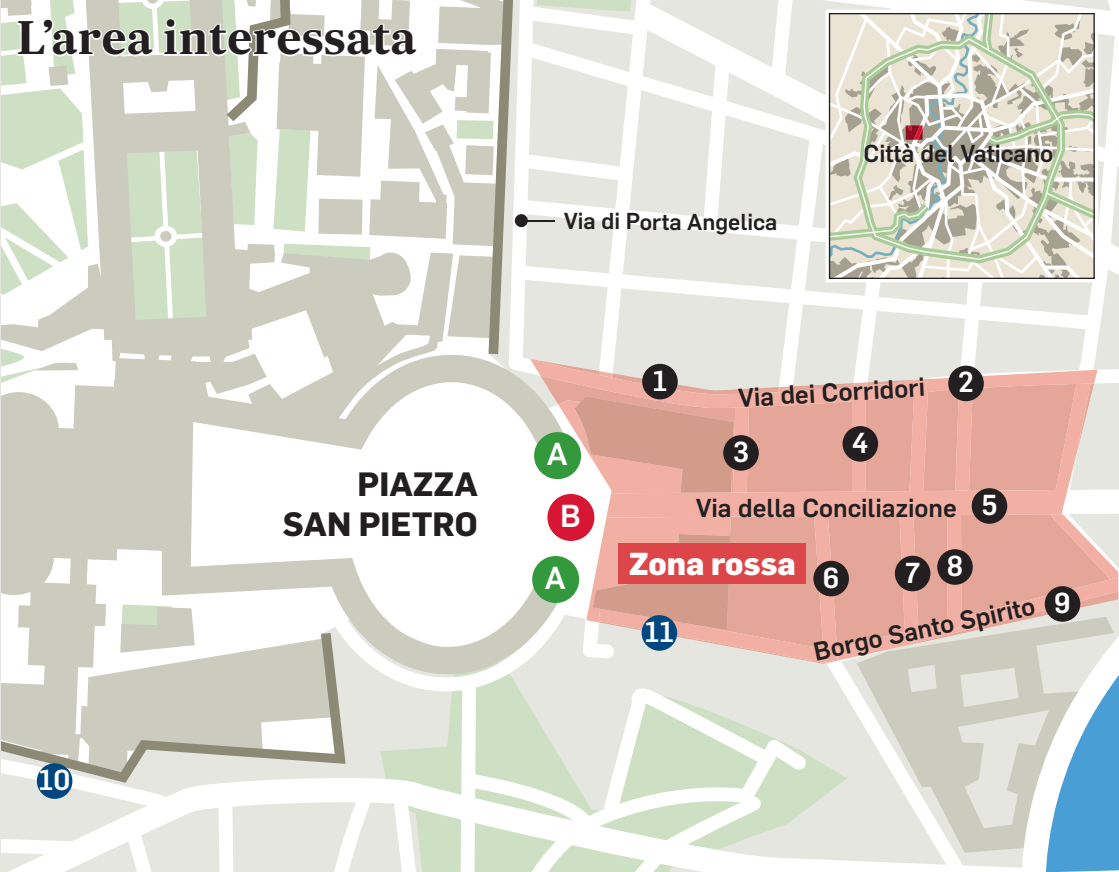 L'area interessata
Città del Vaticano
Via di Porta Angelica
1
2
Via dei Corridori
3
4
A
PIAZZA
SAN PIETRO
B
Via della Conciliazione
5
A
Zona rossa
6
7
8
9
Borgo Santo Spirito
11
10